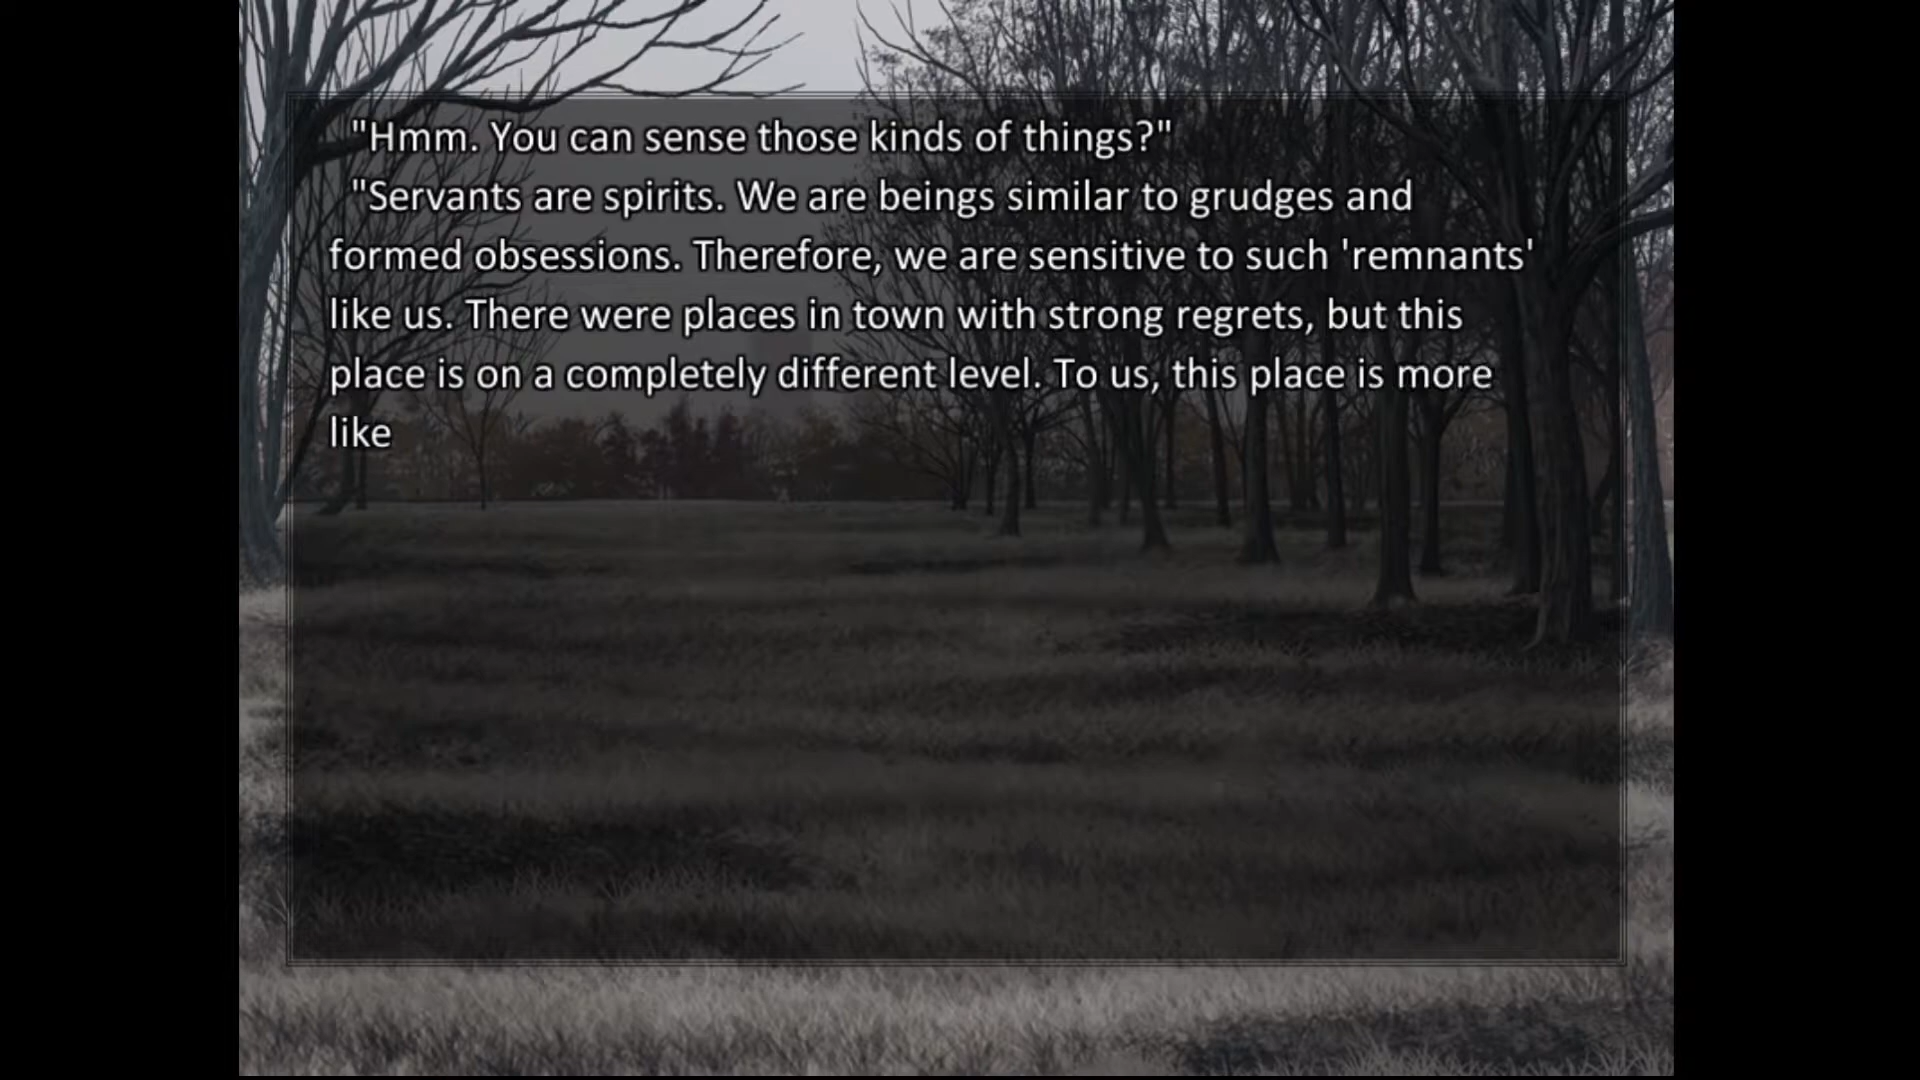 "Hmm. You can sense those kinds of things?"
"Servants are spirits. We are beings similar to grudges and
formed obsessions. Therefore, we are sensitive to such 'remnants'
like us. There were places in town with strong regrets, but this
place is on a completely different level. To us, this place is more
like